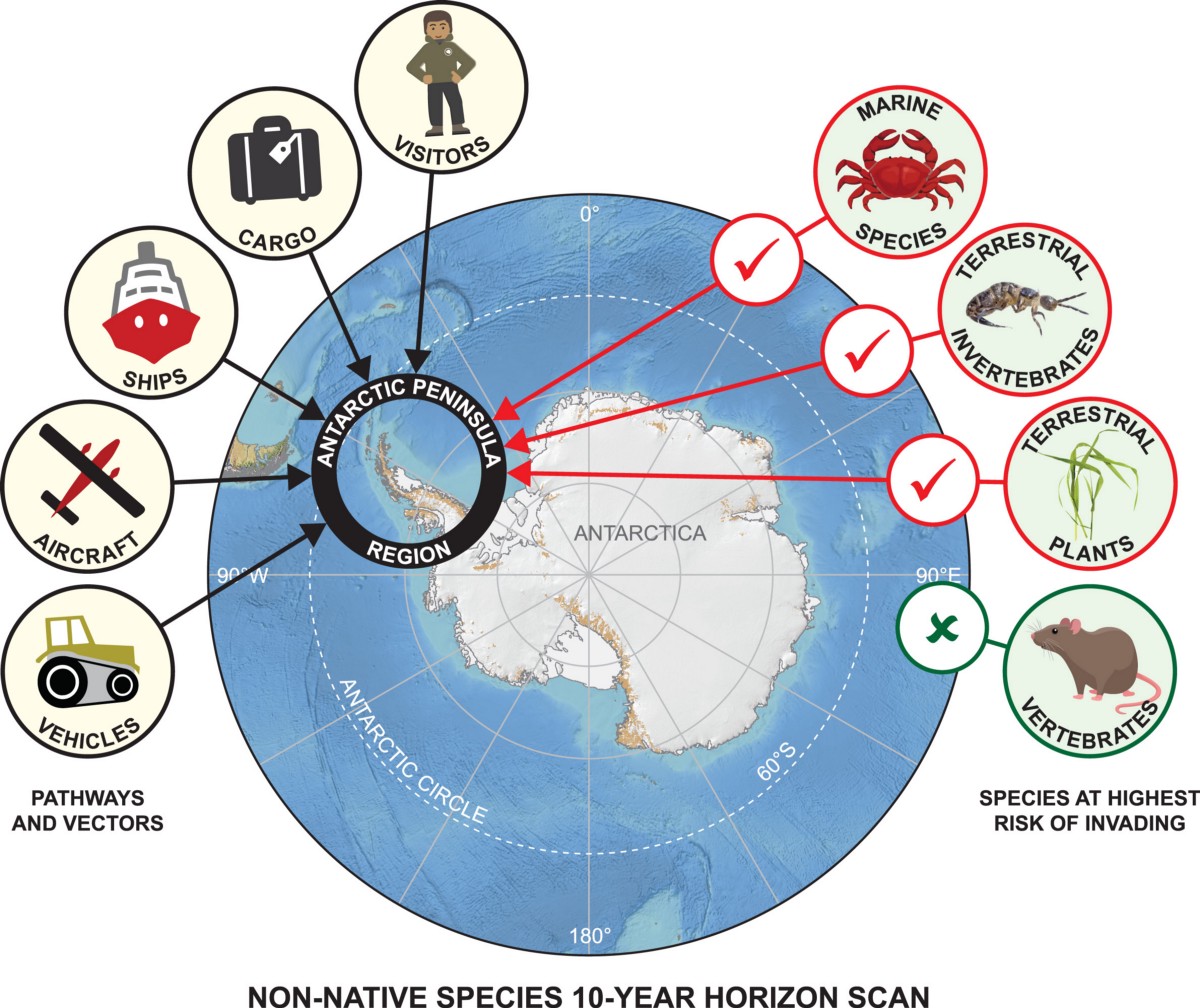 VISITORS
CARGO
SHIPS
AIRCRAFT
VEHICLES
PATHWAYS
AND VECTORS
ANTARCTIC PENINSULA
REGION
0°
90°W
90°E
180°
ANTARCTICA
ANTARCTIC CIRCLE
60°S
MARINE
SPECIES
TERRESTRIAL
INVERTEBRATES
TERRESTRIAL
PLANTS
VERTEBRATES
SPECIES AT HIGHEST
RISK OF INVADING
NON-NATIVE SPECIES 10-YEAR HORIZON SCAN